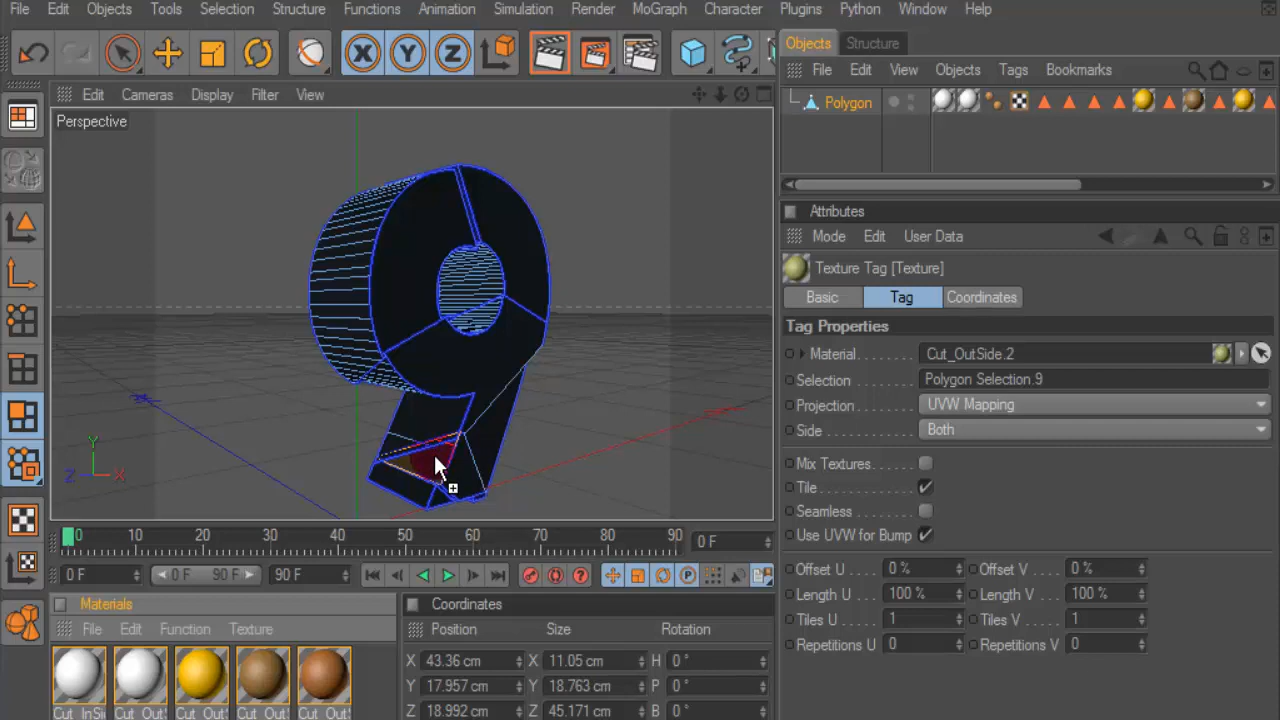 File Edit Objects Tools Selection Structure Functions Animation Simulation Render MoGraph Character Plugins Python Window Help
X Y Z
Objects Structure
File Edit View Objects Tags Bookmarks
Polygon
Edit Cameras Display Filter View
Perspective
Y
Z X
Attributes
Mode Edit User Data
Texture Tag [Texture]
Basic Tag Coordinates
Tag Properties
Material. . . . . . . . Cut_OutSide.2
Selection Polygon Selection.9
Projection. . . . . . . UVW Mapping
Side. . . . . . . . . . . Both
Mix Textures
Tile . . . . . . . . . . .
Seamless
Use UVW for Bump
Offset U . . . 0 % Offset V . . . 0 %
Length U . . . . 100 % Length V . . . . 100 %
Tiles U . . . . 1 Tiles V . . . . 1
Repetitions U 0 Repetitions V 0
0 10 20 30 40 50 60 70 80 90 0 F
0 F 0 F 90 F 90 F
P
Materials
File Edit Function Texture
Cut_InSi Cut_Out Cut_Out Cut_Out Cut_Out
Coordinates
Position Size Rotation
X 43.36 cm X 11.05 cm H 0 °
Y 17.957 cm Y 18.763 cm P 0 °
Z 18.992 cm Z 45.171 cm B 0 °